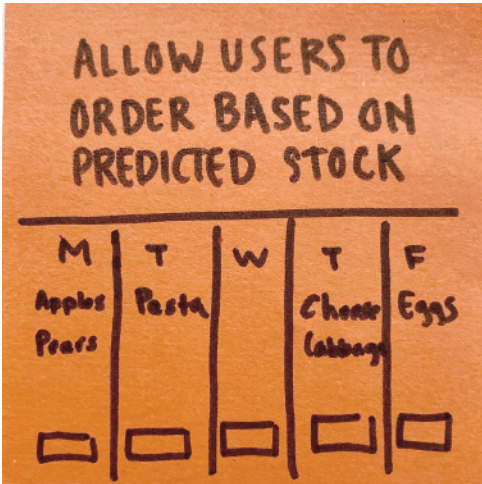 ALLOW USERS TO
ORDER BASED ON
PREDICTED STOCK
M T W T F
Apples Pasta Cheese Eggs
Pears Cabbage